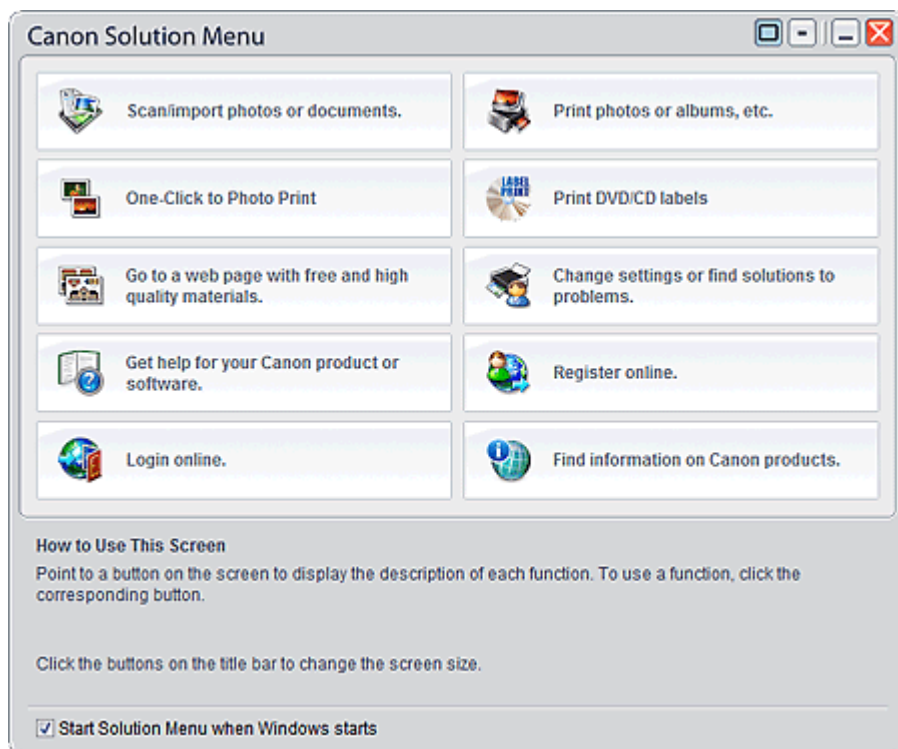 Canon Solution Menu
Scan/import photos or documents.
Print photos or albums, etc.
One-Click to Photo Print
LABEL
PRINT
Print DVD/CD labels
Go to a web page with free and high
quality materials.
Change settings or find solutions to
problems.
Get help for your Canon product or
software.
Register online.
Login online.
Find information on Canon products.
How to Use This Screen
Point to a button on the screen to display the description of each function. To use a function, click the
corresponding button.
Click the buttons on the title bar to change the screen size.
Start Solution Menu when Windows starts